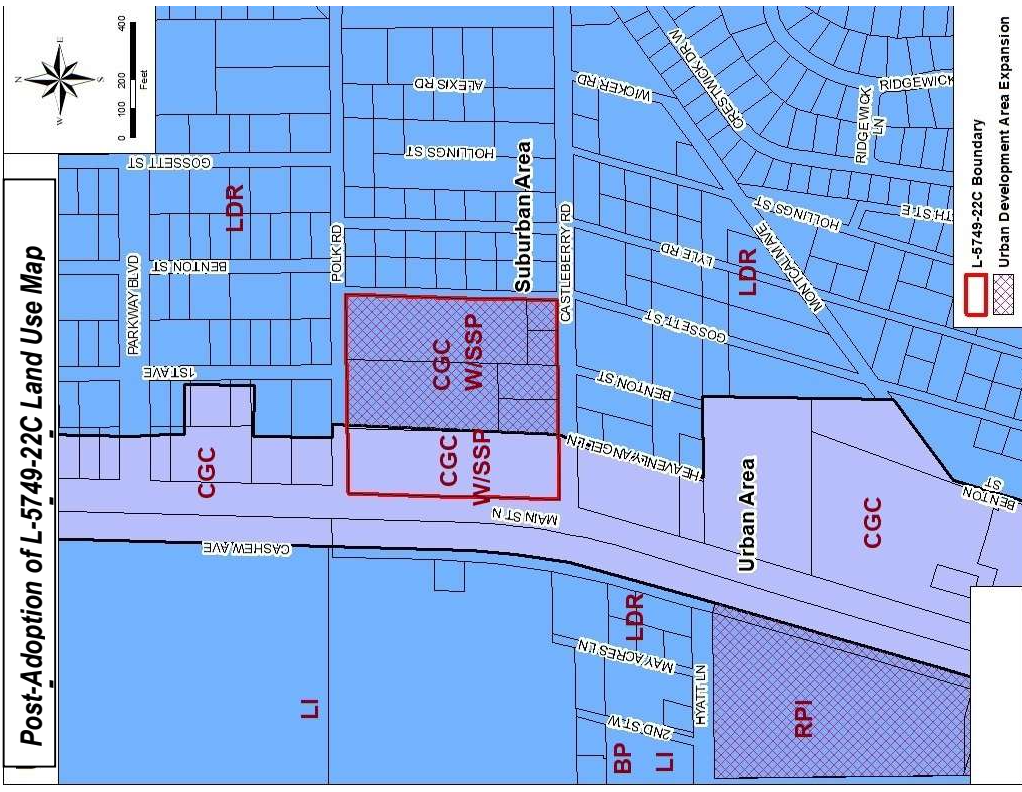 Post-Adoption of L-5749-22C Land Use Map
N
W
E
S
0
100
200
400
Feet
GOSSETT ST
LDR
BENTON ST
PARKWAY BLVD
1ST AVE
CGC
CASHEW AVE
LI
POLK RD
ALEXIS RD
HOLLINGS ST
Suburban Area
CASTLEBERRY RD
CGC
W/SSP
CGC
W/SSP
MAIN ST N
HEAVENLY ANGEL LN
WICKER RD
CRESTWICK DR W
RIDGEWICK
RIDGEWICK
LN
HOLLINGS ST
TH ST E
LYLE RD
LDR
MONTCALM AVE
GOSSETT ST
BENTON ST
Urban Area
CGC
BENTON
ST
LDR
MAY ACRES LN
HYATT LN
2ND ST W
BP
LI
RPI
L-5749-22C Boundary
Urban Development Area Expansion